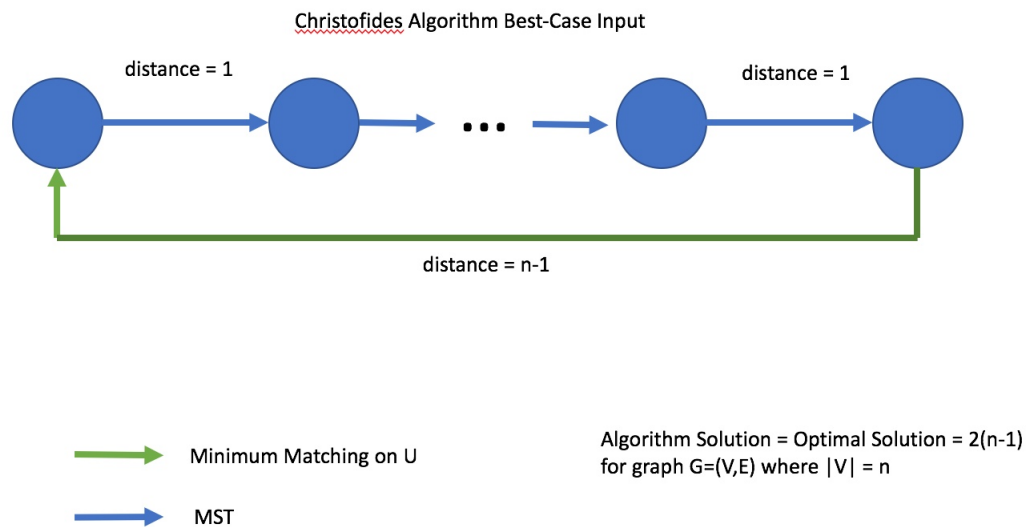 Christofides Algorithm Best-Case Input
distance = 1
distance = 1
...
distance = n-1
Minimum Matching on U
MST
Algorithm Solution = Optimal Solution = 2(n-1)
for graph G=(V,E) where |V| = n